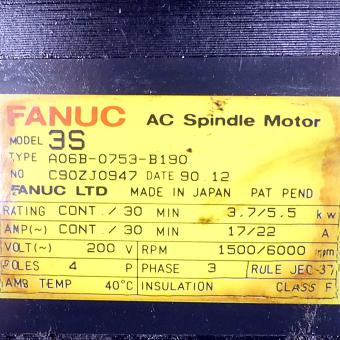 FANUC AC Spindle Motor
MODEL 3S
TYPE A06B-0753-B190
NO C90ZJ0947 DATE 90.12
FANUC LTD MADE IN JAPAN PAT PEND
RATING CONT / 30 MIN 3.7/5.5 kw
AMP(~) CONT / 30 MIN 17/22 A
VOLT(~) 200 V RPM 1500/6000 rpm
POLES 4 P PHASE 3 RULE JEC-37
AMB TEMP 40°C INSULATION CLASS F